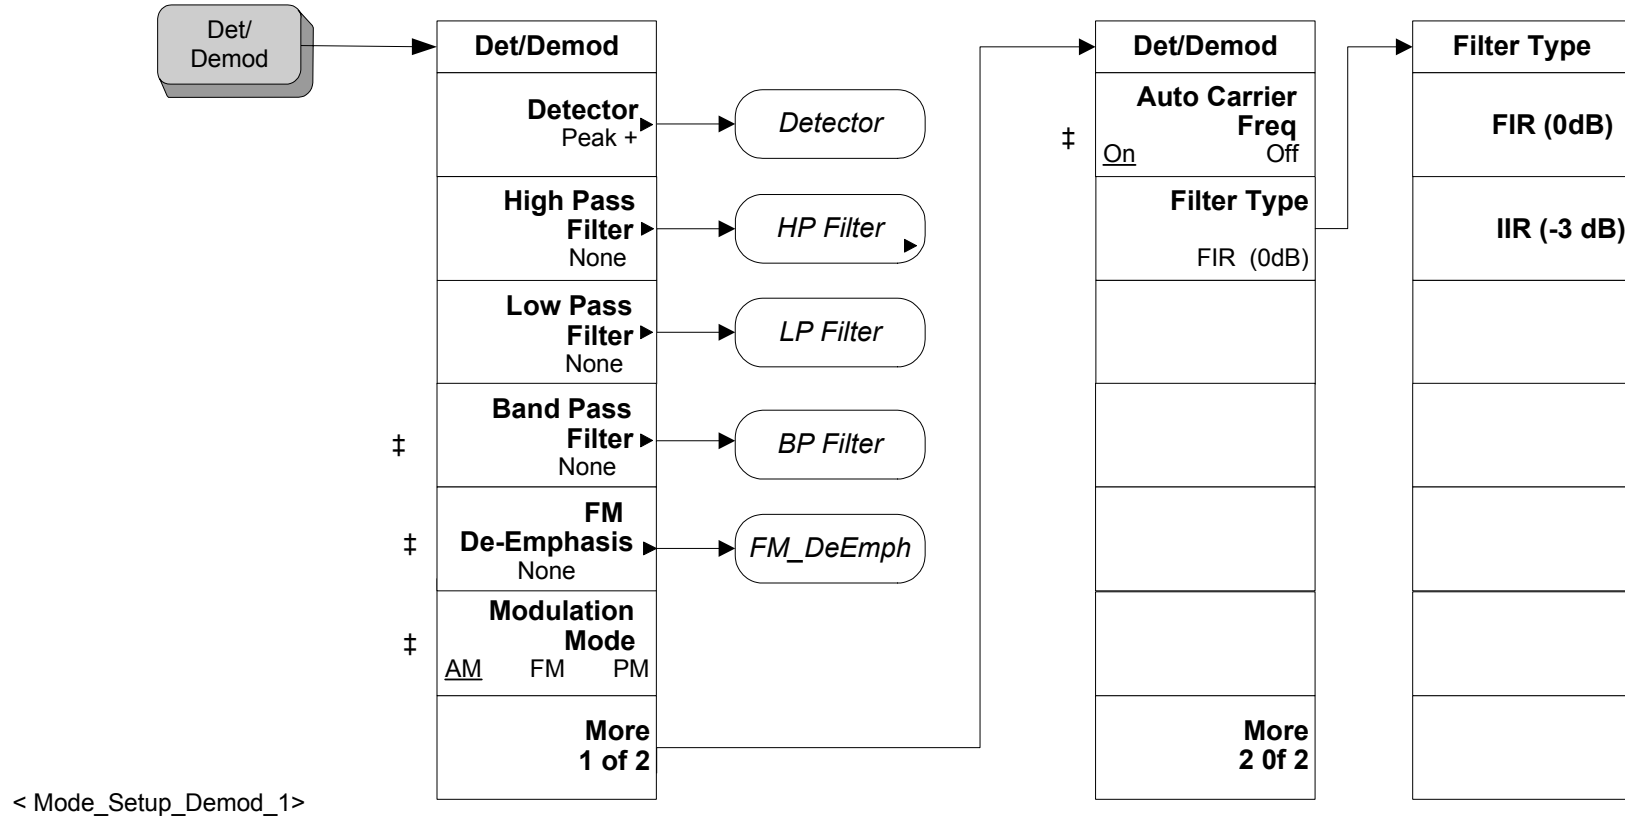 Det/
Demod
Det/Demod
Detector
Peak +
Detector
High Pass
Filter
None
HP Filter
Low Pass
Filter
None
LP Filter
‡
Band Pass
Filter
None
BP Filter
‡
FM
De-Emphasis
None
FM_DeEmph
‡
Modulation
Mode
AM FM PM
More
1 of 2
Det/Demod
‡
Auto Carrier
Freq
On Off
Filter Type
FIR (0dB)
More
2 0f 2
Filter Type
FIR (0dB)
IIR (-3 dB)
< Mode_Setup_Demod_1>